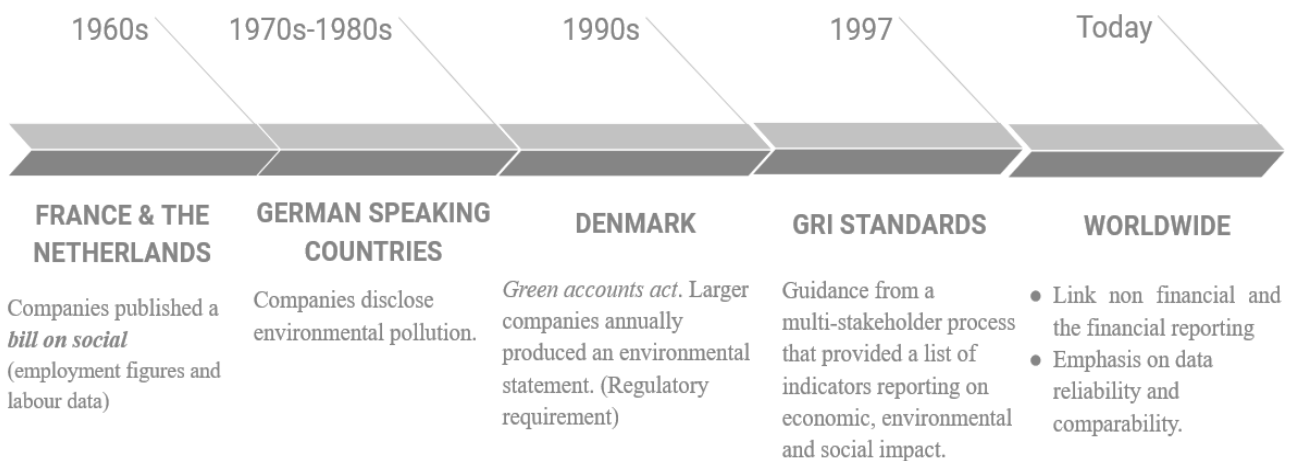 1960s
1970s-1980s
1990s
1997
Today
FRANCE & THE
NETHERLANDS
Companies published a
bill on social
(employment figures and
labour data)
GERMAN SPEAKING
COUNTRIES
Companies disclose
environmental pollution.
DENMARK
Green accounts act. Larger
companies annually
produced an environmental
statement. (Regulatory
requirement)
GRI STANDARDS
Guidance from a
multi-stakeholder process
that provided a list of
indicators reporting on
economic, environmental
and social impact.
WORLDWIDE
● Link non financial and
the financial reporting
● Emphasis on data
reliability and
comparability.